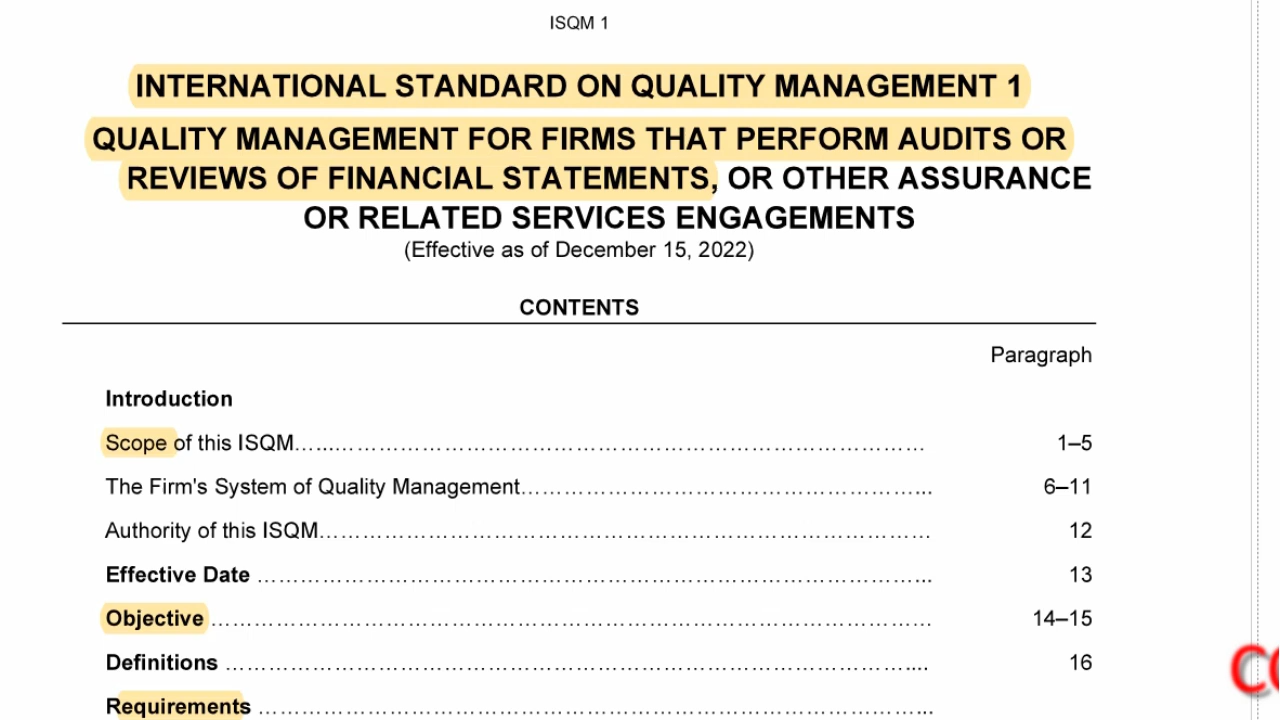 ISQM 1
INTERNATIONAL STANDARD ON QUALITY MANAGEMENT 1
QUALITY MANAGEMENT FOR FIRMS THAT PERFORM AUDITS OR
REVIEWS OF FINANCIAL STATEMENTS, OR OTHER ASSURANCE
OR RELATED SERVICES ENGAGEMENTS
(Effective as of December 15, 2022)
CONTENTS
Paragraph
Introduction
Scope of this ISQM 1–5
The Firm's System of Quality Management 6–11
Authority of this ISQM 12
Effective Date 13
Objective 14–15
Definitions 16
Requirements